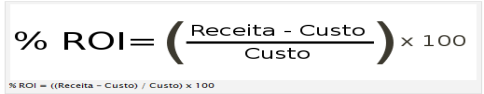 % ROI= ( Receita - Custo
Custo ) x 100
% ROI = ((Receita – Custo) / Custo) x 100